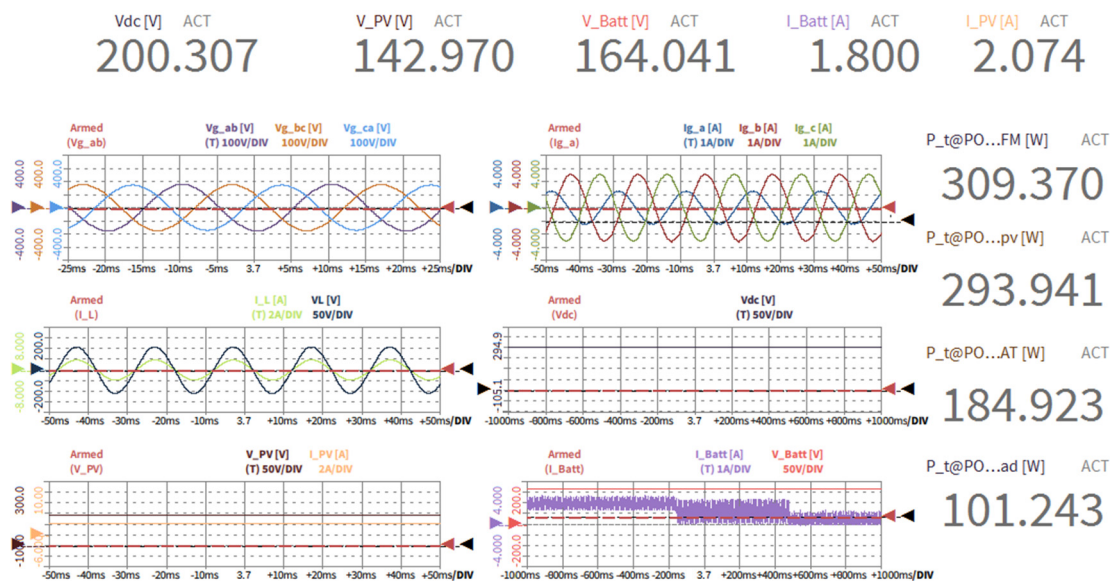 Vdc [V] ACT V_PV [V] ACT V_Batt [V] ACT I_Batt [A] ACT I_PV [A] ACT
200.307 142.970 164.041 1.800 2.074
Armed Vg_ab [V] Vg_bc [V] Vg_ca [V]
(Vg_ab) (T) 100V/DIV 100V/DIV 100V/DIV
400.0 400.0 400.0
-400.0 -400.0 -400.0
-25ms -20ms -15ms -10ms -5ms 3.7 +5ms +10ms +15ms +20ms +25ms/DIV
Armed Ig_a [A] Ig_b [A] Ig_c [A]
(Ig_a) (T) 1A/DIV 1A/DIV 1A/DIV
4.000 4.000 4.000
-4.000 -4.000 -4.000
-50ms -40ms -30ms -20ms -10ms 3.7 +10ms +20ms +30ms +40ms +50ms/DIV
P_t@PO...FM [W] ACT
309.370
P_t@PO...pv [W] ACT
293.941
Armed I_L [A] VL [V]
(I_L) (T) 2A/DIV 50V/DIV
8.000 200.0
-8.000 -200.0
-50ms -40ms -30ms -20ms -10ms 3.7 +10ms +20ms +30ms +40ms +50ms/DIV
Armed Vdc [V]
(Vdc) (T) 50V/DIV
294.9
-105.1
-1000ms -800ms -600ms -400ms -200ms 3.7 +200ms +400ms +600ms +800ms +1000ms/DIV
P_t@PO...AT [W] ACT
184.923
Armed V_PV [V] I_PV [A]
(V_PV) (T) 50V/DIV 2A/DIV
300.0 10.00
-100.0 -6.000
-50ms -40ms -30ms -20ms -10ms 3.7 +10ms +20ms +30ms +40ms +50ms/DIV
Armed I_Batt [A] V_Batt [V]
(I_Batt) (T) 1A/DIV 50V/DIV
4.000 200.0
-4.000 -200.0
-1000ms -800ms -600ms -400ms -200ms 3.7 +200ms +400ms +600ms +800ms +1000ms/DIV
P_t@PO...ad [W] ACT
101.243